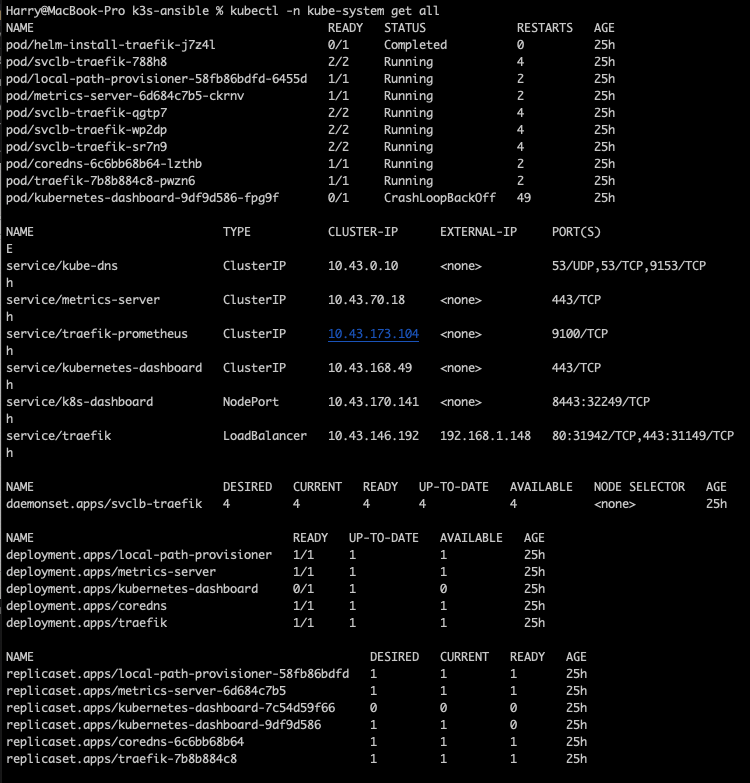 Harry@MacBook-Pro k3s-ansible % kubectl -n kube-system get all
NAME READY STATUS RESTARTS AGE
pod/helm-install-traefik-j7z4l 0/1 Completed 0 25h
pod/svclb-traefik-788h8 2/2 Running 4 25h
pod/local-path-provisioner-58fb86bdfd-6455d 1/1 Running 2 25h
pod/metrics-server-6d684c7b5-ckrnv 1/1 Running 2 25h
pod/svclb-traefik-qgtp7 2/2 Running 4 25h
pod/svclb-traefik-wp2dp 2/2 Running 4 25h
pod/svclb-traefik-sr7n9 2/2 Running 4 25h
pod/coredns-6c6bb68b64-lzthb 1/1 Running 2 25h
pod/traefik-7b8b884c8-pwzn6 1/1 Running 2 25h
pod/kubernetes-dashboard-9df9d586-fpg9f 0/1 CrashLoopBackOff 49 25h
NAME TYPE CLUSTER-IP EXTERNAL-IP PORT(S)
E
service/kube-dns ClusterIP 10.43.0.10 <none> 53/UDP,53/TCP,9153/TCP
h
service/metrics-server ClusterIP 10.43.70.18 <none> 443/TCP
h
service/traefik-prometheus ClusterIP 10.43.173.104 <none> 9100/TCP
h
service/kubernetes-dashboard ClusterIP 10.43.168.49 <none> 443/TCP
h
service/k8s-dashboard NodePort 10.43.170.141 <none> 8443:32249/TCP
h
service/traefik LoadBalancer 10.43.146.192 192.168.1.148 80:31942/TCP,443:31149/TCP
h
NAME DESIRED CURRENT READY UP-TO-DATE AVAILABLE NODE SELECTOR AGE
daemonset.apps/svclb-traefik 4 4 4 4 4 <none> 25h
NAME READY UP-TO-DATE AVAILABLE AGE
deployment.apps/local-path-provisioner 1/1 1 1 25h
deployment.apps/metrics-server 1/1 1 1 25h
deployment.apps/kubernetes-dashboard 0/1 1 0 25h
deployment.apps/coredns 1/1 1 1 25h
deployment.apps/traefik 1/1 1 1 25h
NAME DESIRED CURRENT READY AGE
replicaset.apps/local-path-provisioner-58fb86bdfd 1 1 1 25h
replicaset.apps/metrics-server-6d684c7b5 1 1 1 25h
replicaset.apps/kubernetes-dashboard-7c54d59f66 0 0 0 25h
replicaset.apps/kubernetes-dashboard-9df9d586 1 1 0 25h
replicaset.apps/coredns-6c6bb68b64 1 1 1 25h
replicaset.apps/traefik-7b8b884c8 1 1 1 25h